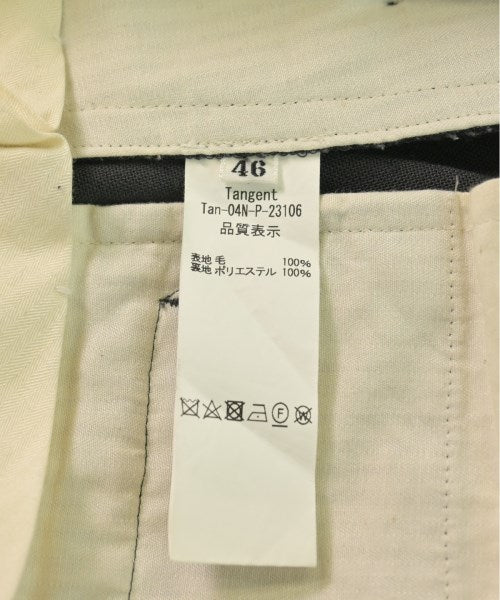 46
Tangent
Tan-04N-P-23106
品質表示
表地 毛 100%
裏地 ポリエステル 100%
F
W